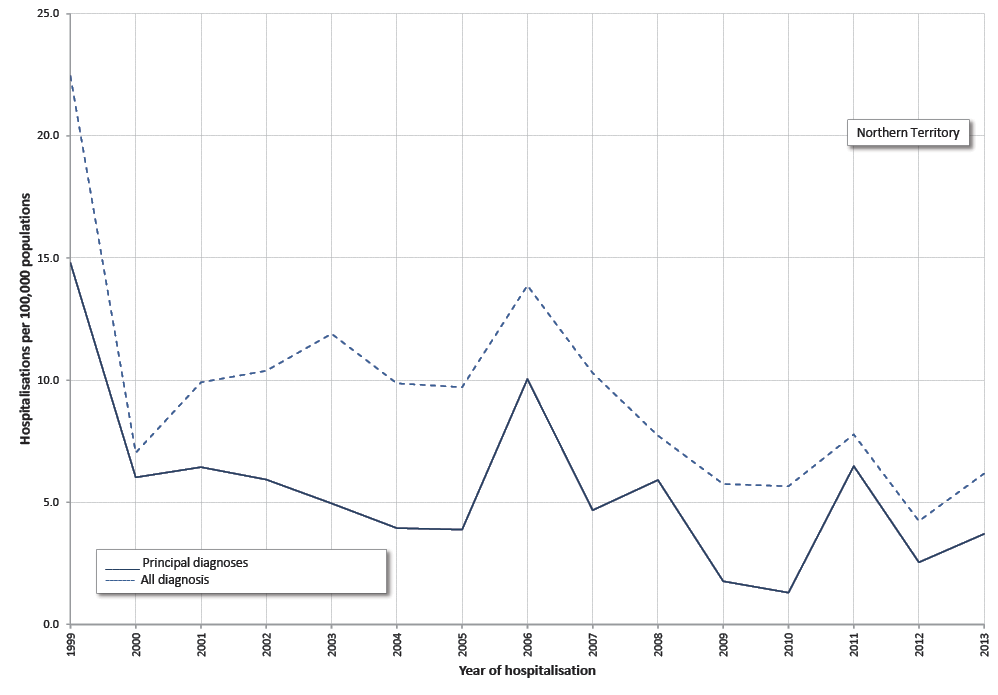 25.0
20.0
15.0
10.0
5.0
0.0
Hospitalisations per 100,000 populations
Northern Territory
Principal diagnoses
All diagnosis
1999 2000 2001 2002 2003 2004 2005 2006 2007 2008 2009 2010 2011 2012 2013
Year of hospitalisation